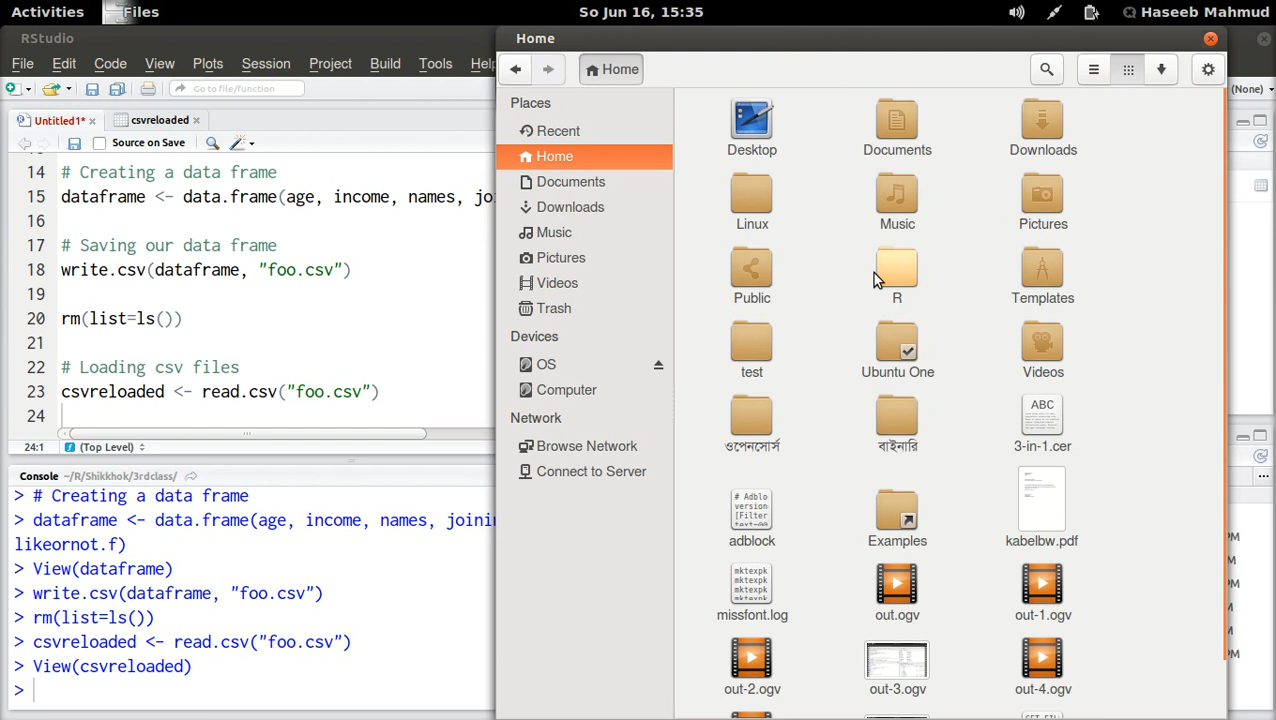 Activities Files So Jun 16, 15:35 Haseeb Mahmud
RStudio
File Edit Code View Plots Session Project Build Tools Help
Go to file/function
(None)
Untitled1* csvreloaded
Source on Save
14 # Creating a data frame
15 dataframe <- data.frame(age, income, names, jo
16
17 # Saving our data frame
18 write.csv(dataframe, "foo.csv")
19
20 rm(list=ls())
21
22 # Loading csv files
23 csvreloaded <- read.csv("foo.csv")
24
24:1 (Top Level)
Console ~/R/Shikkhok/3rdclass/
> # Creating a data frame
> dataframe <- data.frame(age, income, names, joinin
likeornot.f)
> View(dataframe)
> write.csv(dataframe, "foo.csv")
> rm(list=ls())
> csvreloaded <- read.csv("foo.csv")
> View(csvreloaded)
>
Home
Home
Places
Recent
Home
Documents
Downloads
Music
Pictures
Videos
Trash
Devices
OS
Computer
Network
Browse Network
Connect to Server
Desktop Documents Downloads
Linux Music Pictures
Public R Templates
test Ubuntu One Videos
ABC
ওপেনসোর্স বাইনারি 3-in-1.cer
adblock Examples kabelbw.pdf
missfont.log out.ogv out-1.ogv
out-2.ogv out-3.ogv out-4.ogv